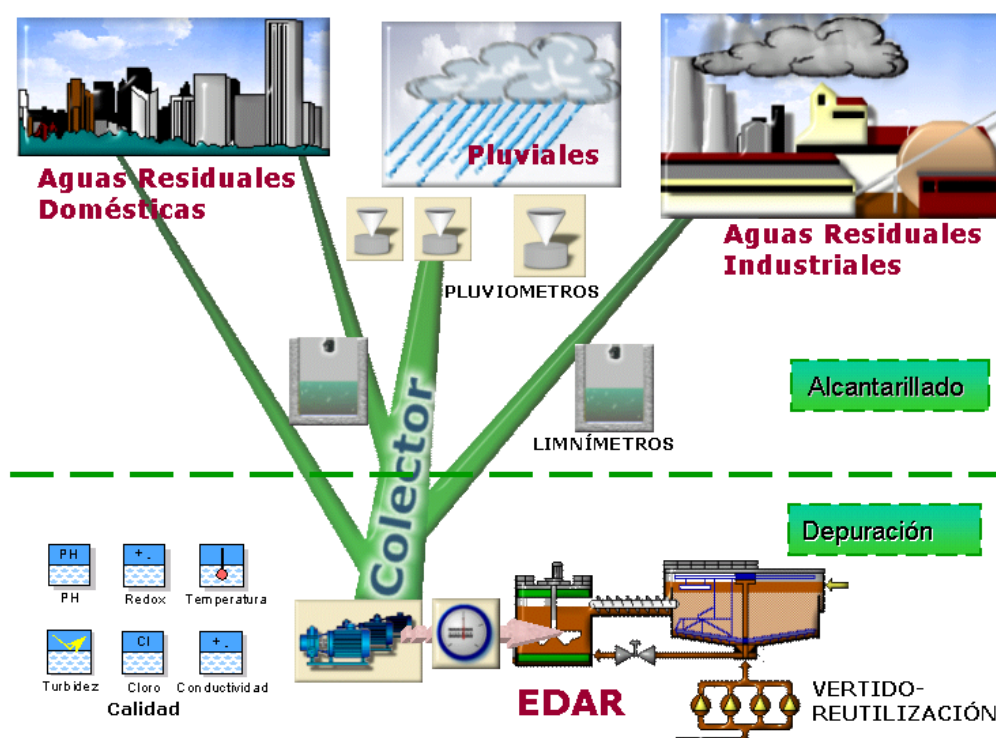 Pluviales
Aguas Residuales
Domésticas
Aguas Residuales
Industriales
PLUVIOMETROS
Alcantarillado
LIMNÍMETROS
Colector
Depuración
PH
+ -
PH
Redox
Temperatura
Cl
+ -
Turbidez
Cloro
Conductividad
Calidad
EDAR
VERTIDO-
REUTILIZACIÓN